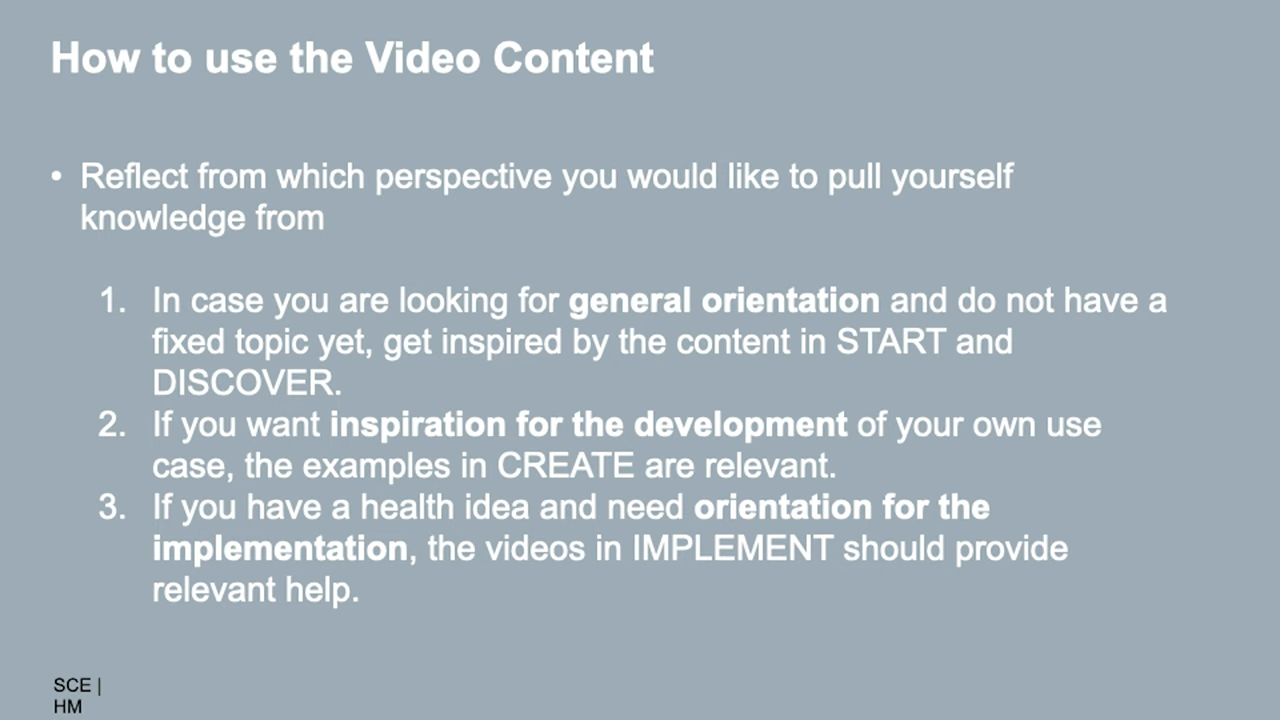 How to use the Video Content
• Reflect from which perspective you would like to pull yourself
knowledge from
1. In case you are looking for general orientation and do not have a
fixed topic yet, get inspired by the content in START and
DISCOVER.
2. If you want inspiration for the development of your own use
case, the examples in CREATE are relevant.
3. If you have a health idea and need orientation for the
implementation, the videos in IMPLEMENT should provide
relevant help.
SCE |
HM